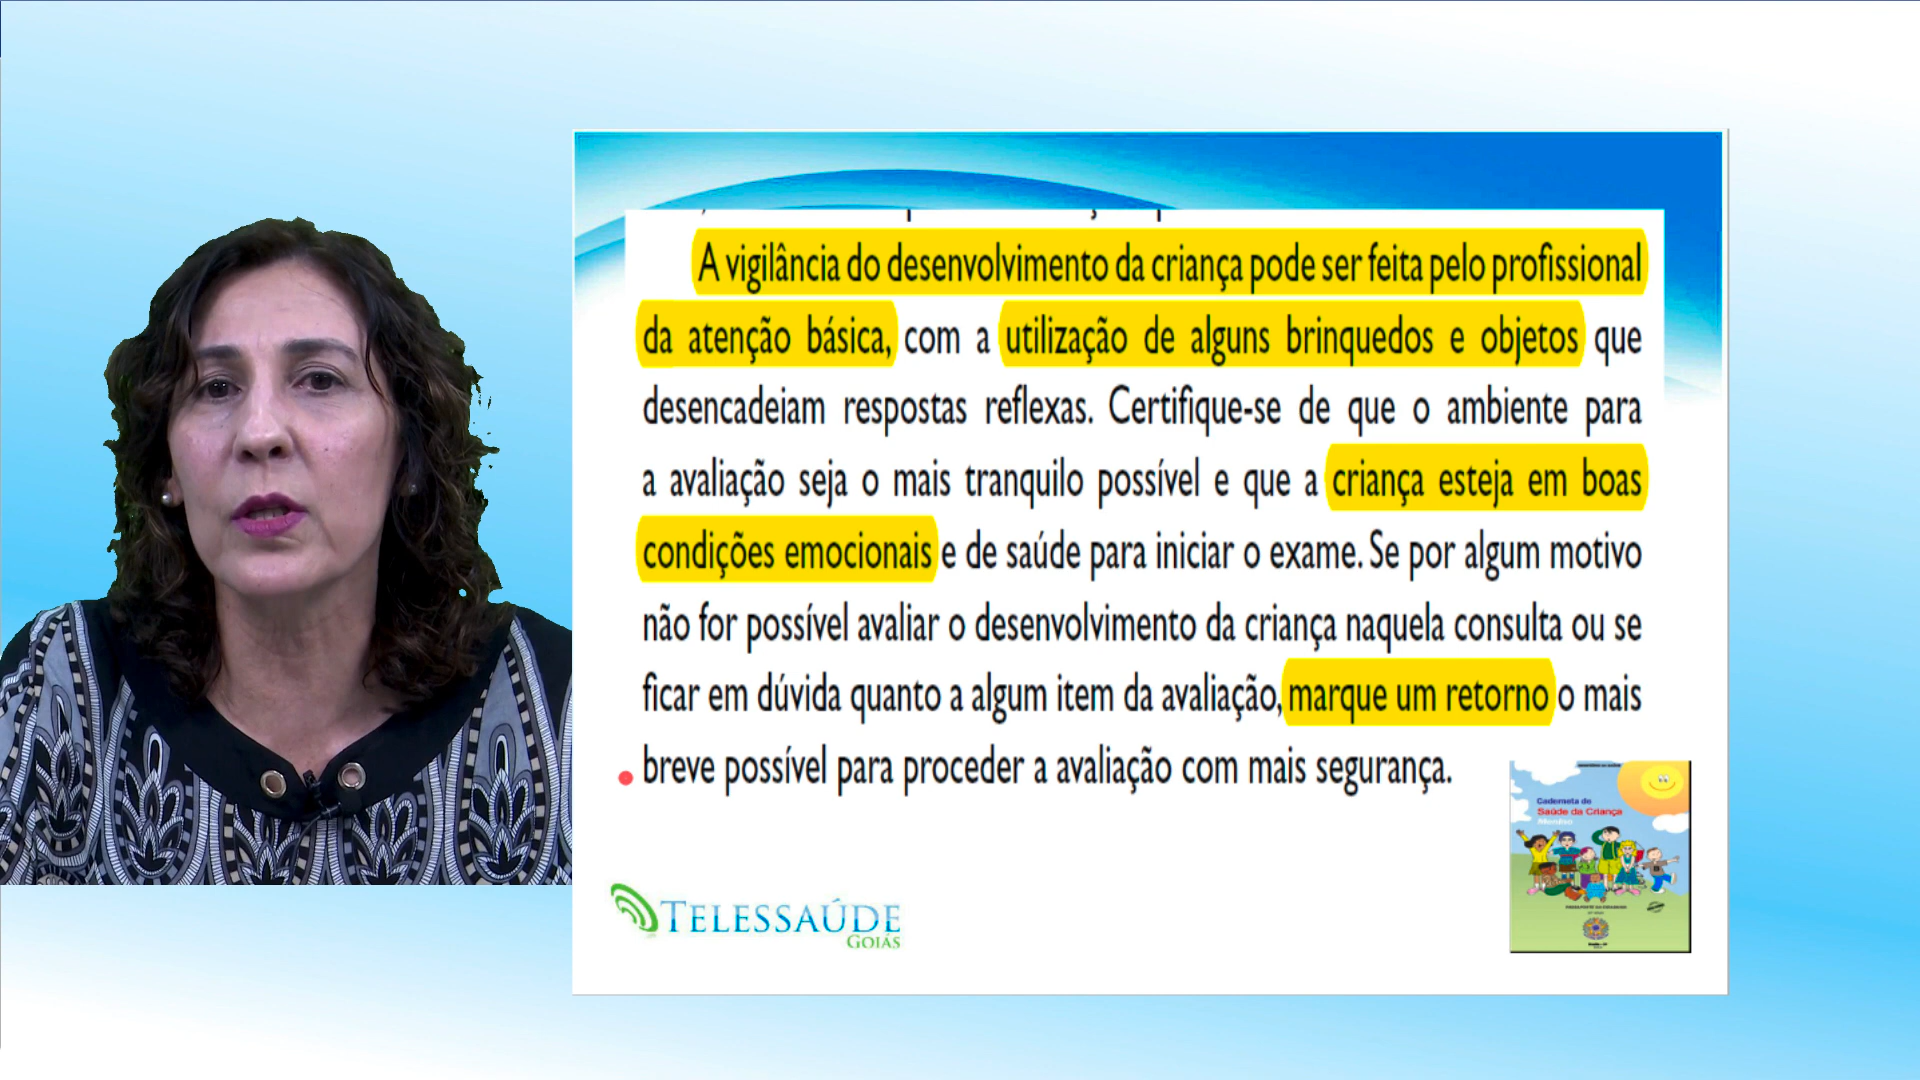 A vigilância do desenvolvimento da criança pode ser feita pelo profissional
da atenção básica, com a utilização de alguns brinquedos e objetos que
desencadeiam respostas reflexas. Certifique-se de que o ambiente para
a avaliação seja o mais tranquilo possível e que a criança esteja em boas
condições emocionais e de saúde para iniciar o exame. Se por algum motivo
não for possível avaliar o desenvolvimento da criança naquela consulta ou se
ficar em dúvida quanto a algum item da avaliação, marque um retorno o mais
breve possível para proceder a avaliação com mais segurança.
Caderneta de
Saúde da Criança
Menino
TELESSAÚDE
GOIÁS